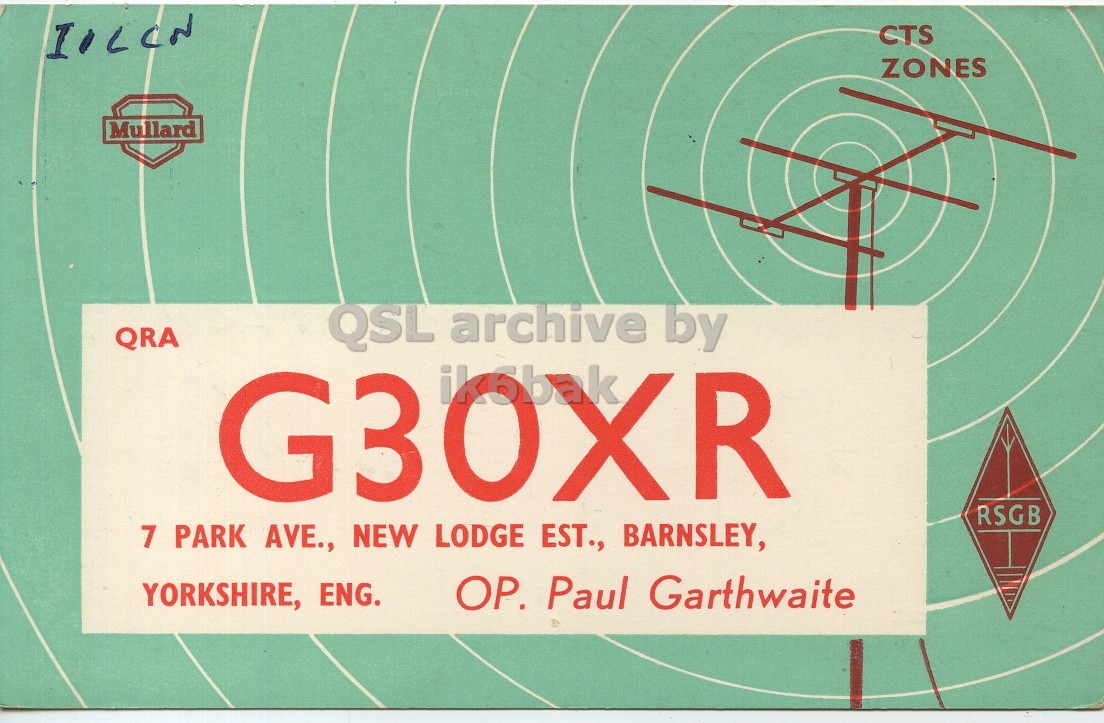 I1LCN
CTS
ZONES
Mullard
QRA
QSL archive by
ik6bak
G3OXR
7 PARK AVE., NEW LODGE EST., BARNSLEY,
YORKSHIRE, ENG. OP. Paul Garthwaite
RSGB